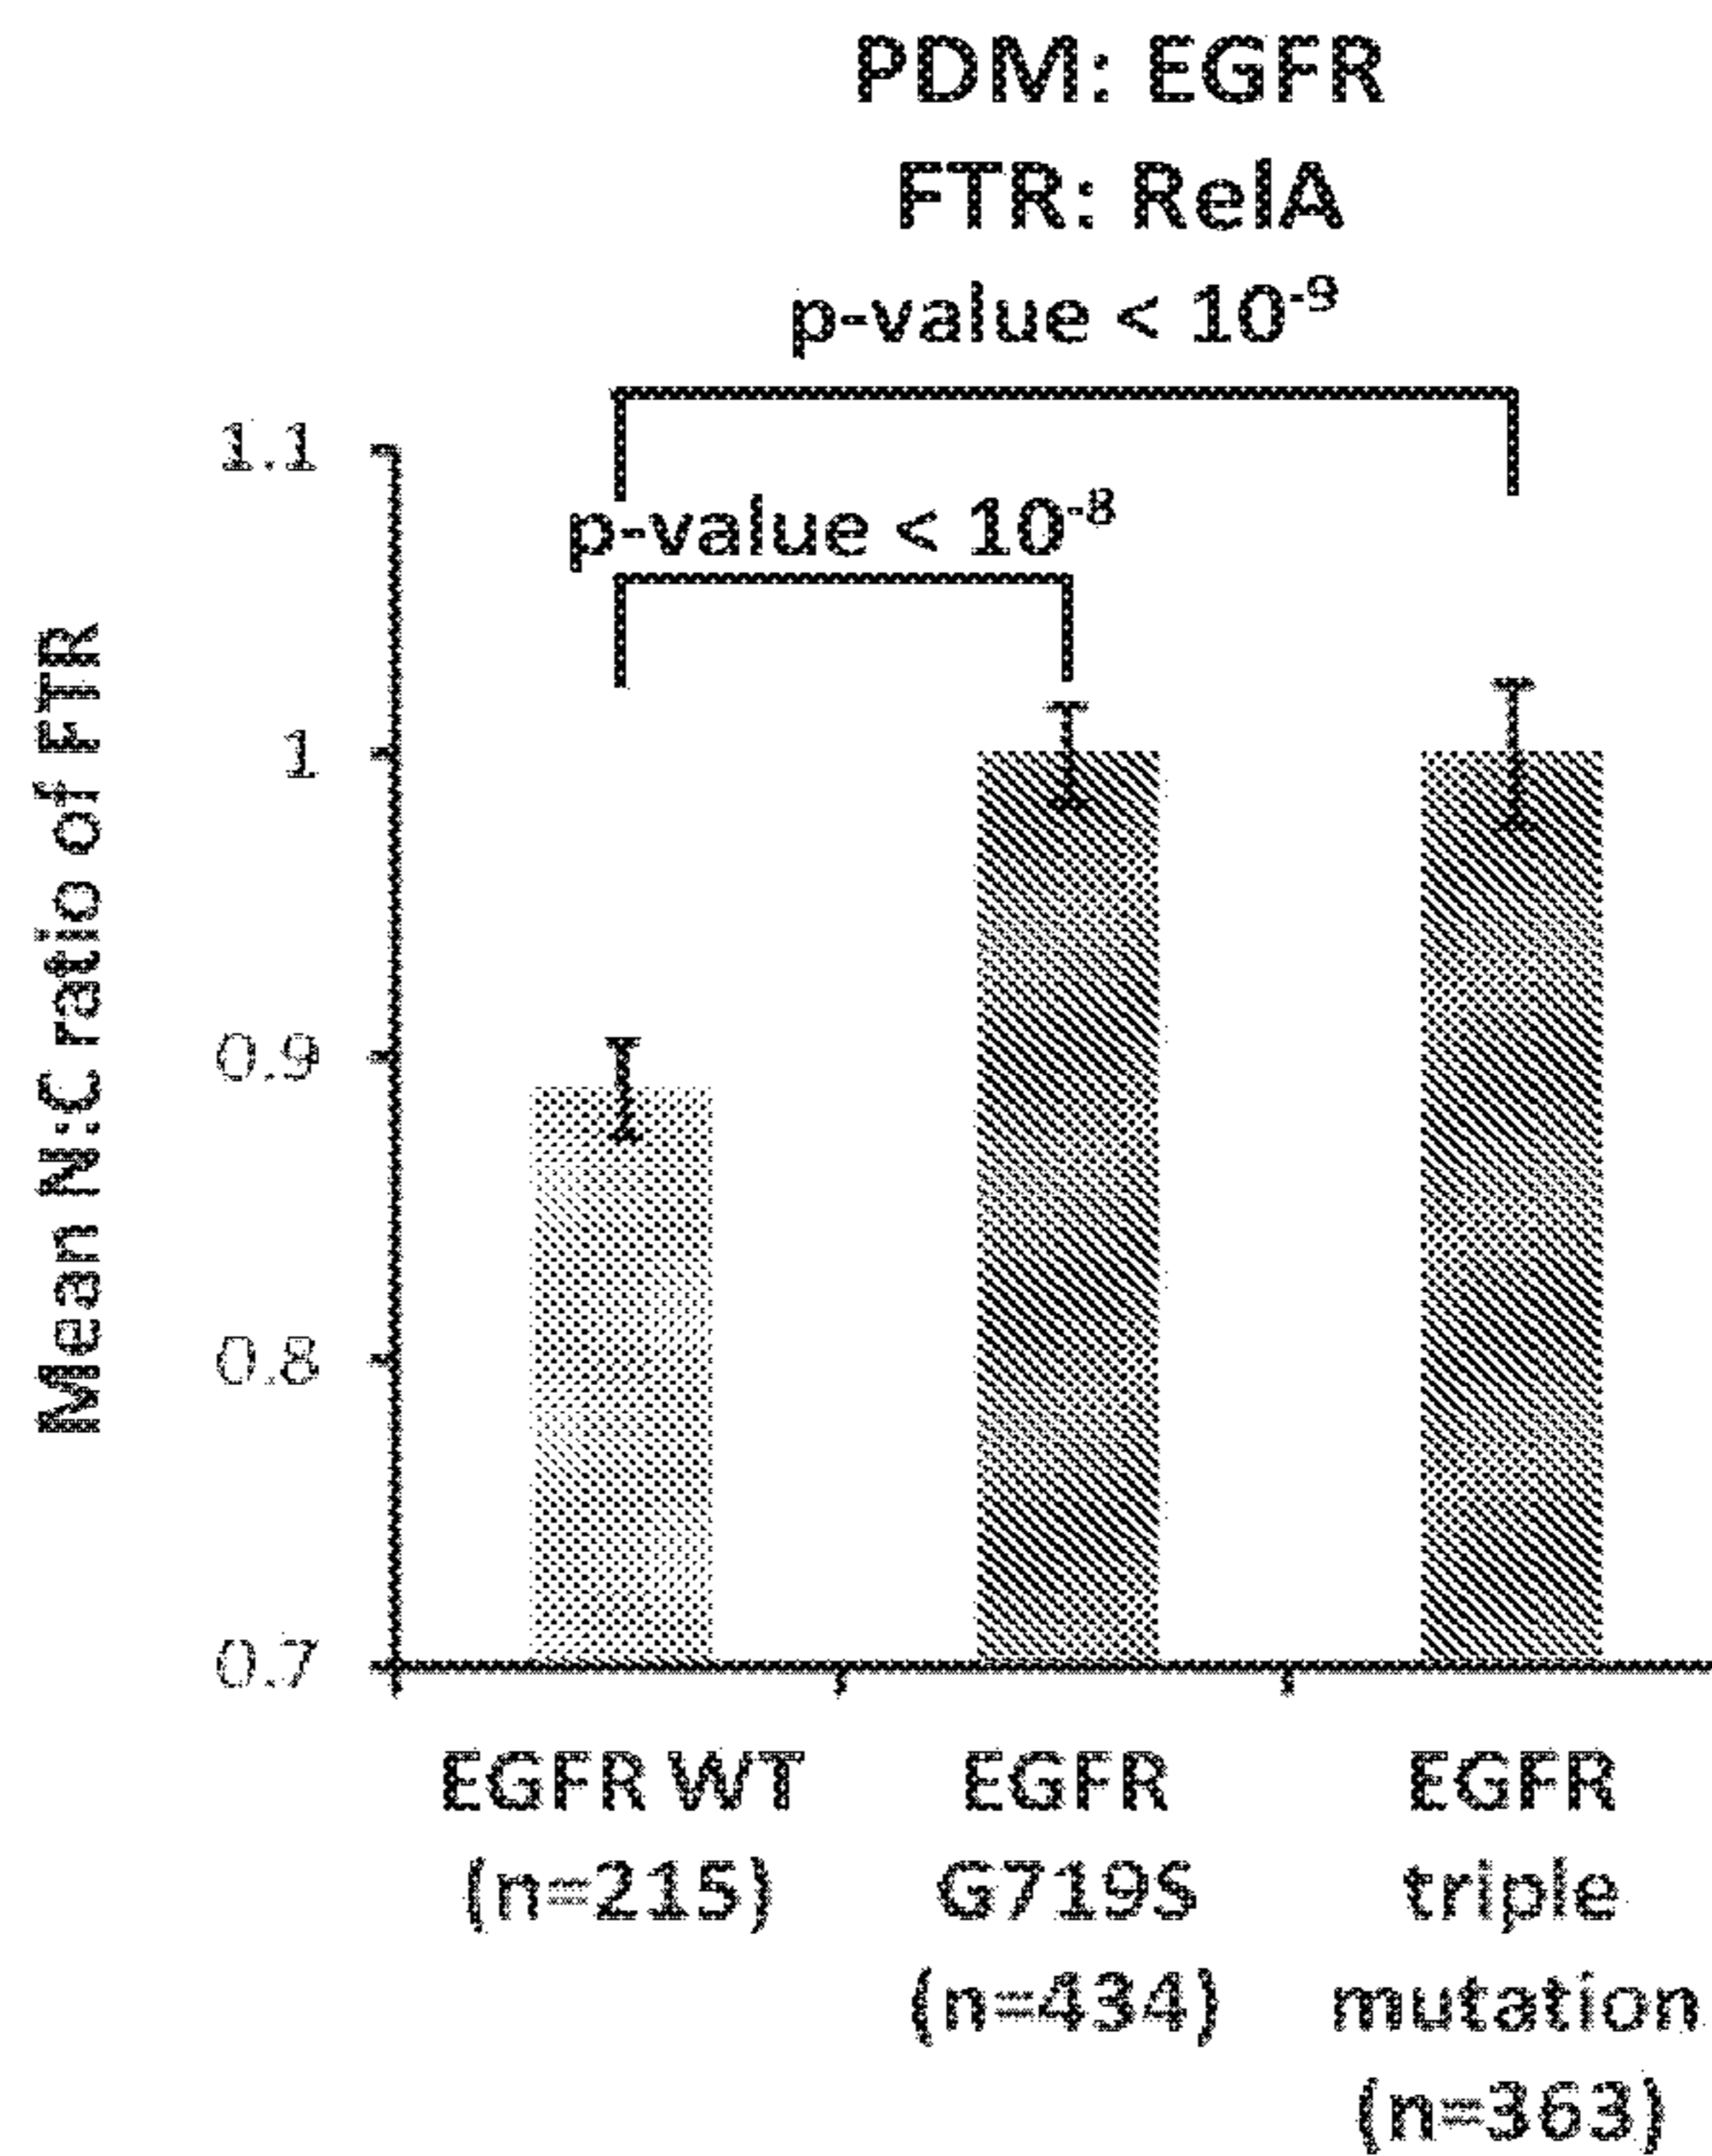 PDM: EGFR
FTR: RelA
p-value < 10⁻⁹
p-value < 10⁻⁸
Mean N:C ratio of FTR
1.1
1
0.9
0.8
0.7
EGFR WT
(n=215)
EGFR
G719S
(n=434)
EGFR
triple
mutation
(n=363)